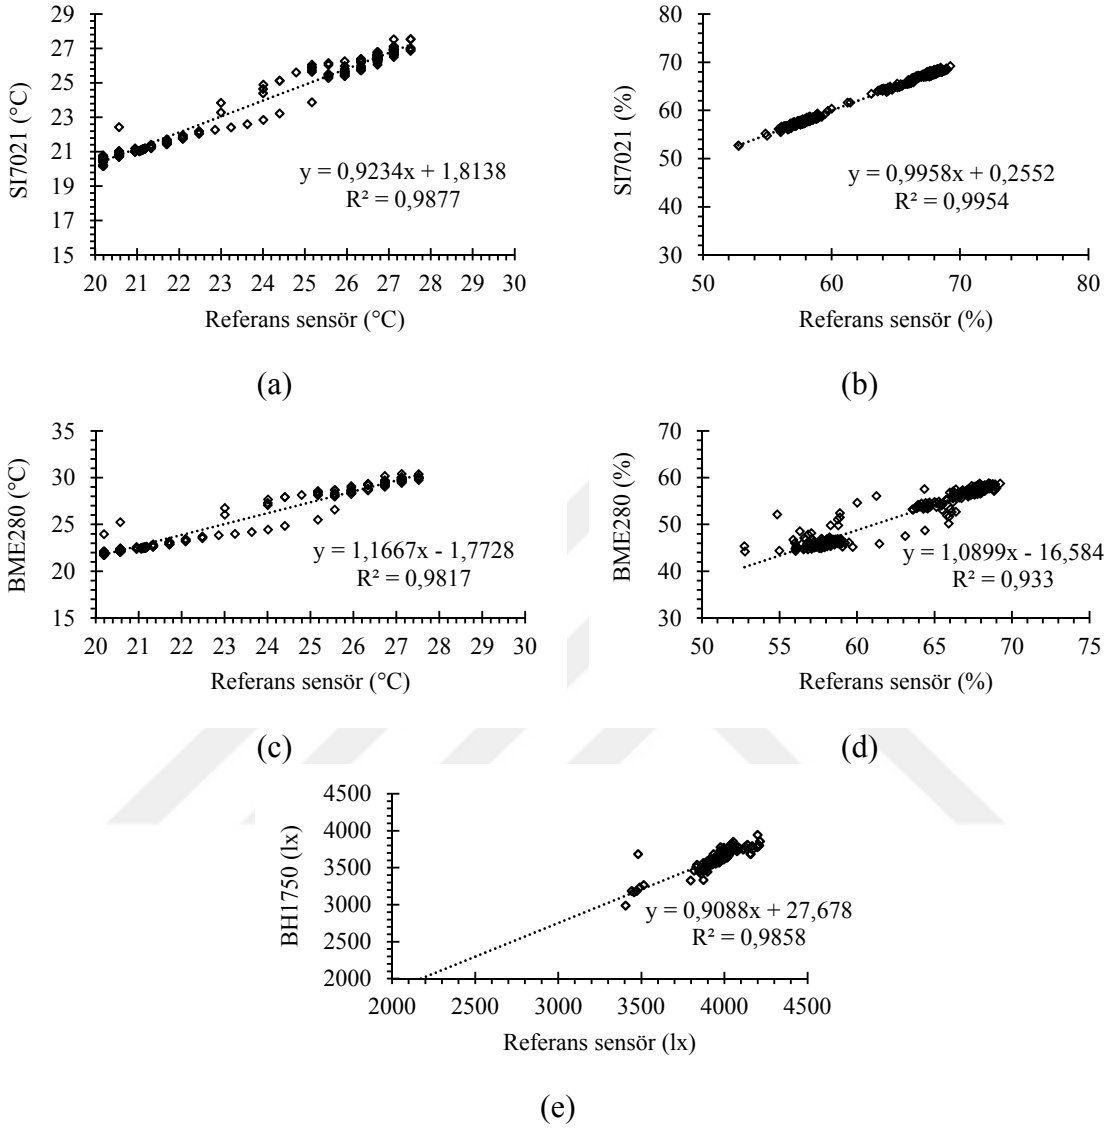 29
27
25
23
21
19
17
15
SI7021 (°C)
y = 0,9234x + 1,8138
R² = 0,9877
20 21 22 23 24 25 26 27 28 29 30
Referans sensör (°C)
(a)
80
70
60
50
40
30
SI7021 (%)
y = 0,9958x + 0,2552
R² = 0,9954
50 60 70 80
Referans sensör (%)
(b)
35
30
25
20
15
BME280 (°C)
y = 1,1667x - 1,7728
R² = 0,9817
20 21 22 23 24 25 26 27 28 29 30
Referans sensör (°C)
(c)
70
60
50
40
30
BME280 (%)
y = 1,0899x - 16,584
R² = 0,933
50 55 60 65 70 75
Referans sensör (%)
(d)
4500
4000
3500
3000
2500
2000
BH1750 (lx)
y = 0,9088x + 27,678
R² = 0,9858
2000 2500 3000 3500 4000 4500
Referans sensör (lx)
(e)